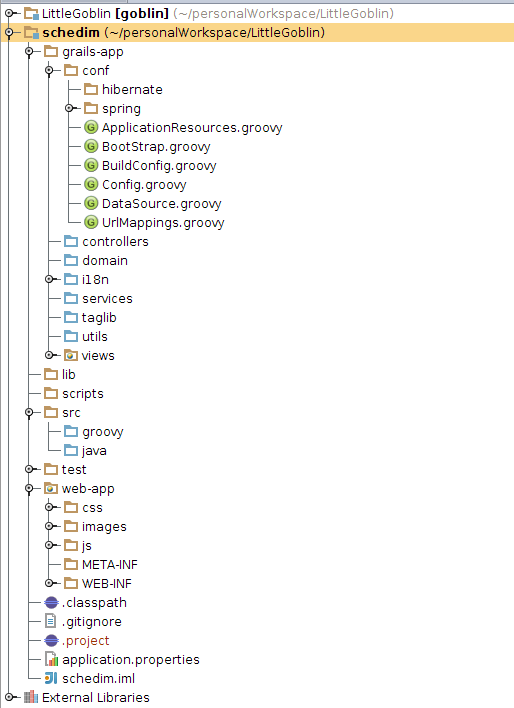 LittleGoblin [goblin] (~/personalWorkspace/LittleGoblin)
schedim (~/personalWorkspace/LittleGoblin)
grails-app
conf
hibernate
spring
ApplicationResources.groovy
BootStrap.groovy
BuildConfig.groovy
Config.groovy
DataSource.groovy
UrlMappings.groovy
controllers
domain
i18n
services
taglib
utils
views
lib
scripts
src
groovy
java
test
web-app
css
images
js
META-INF
WEB-INF
.classpath
.gitignore
.project
application.properties
schedim.iml
External Libraries